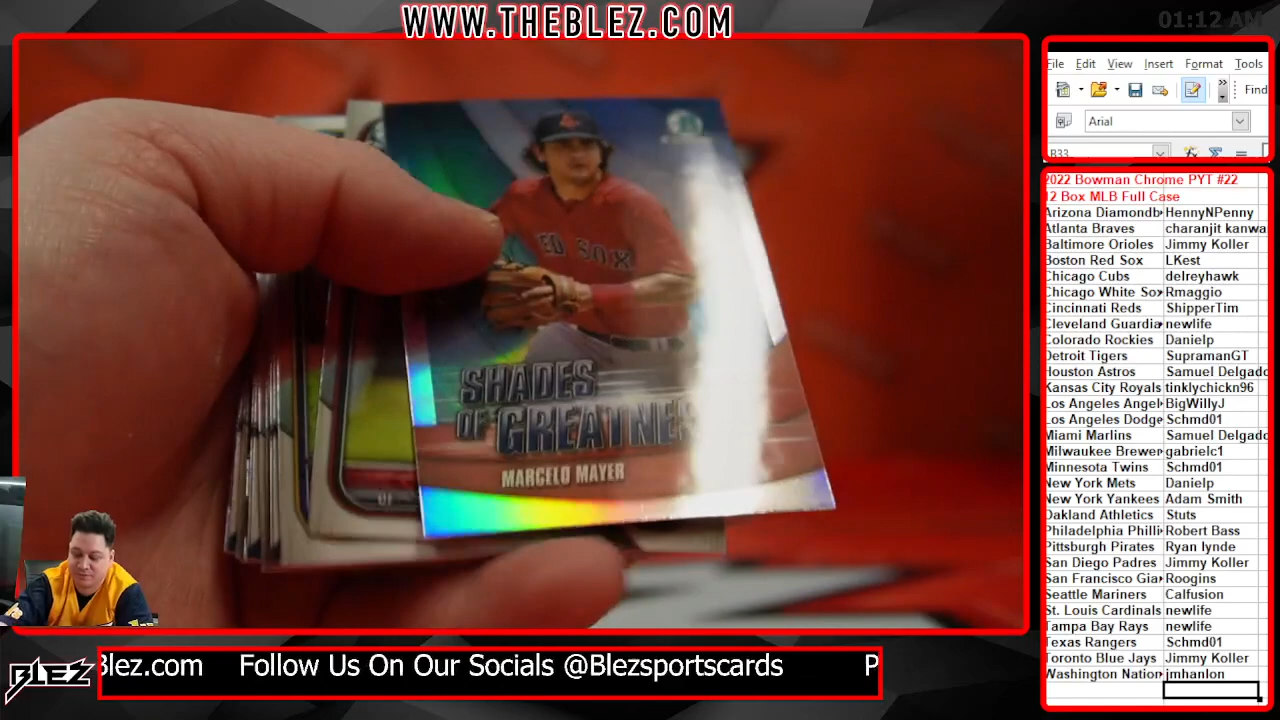 WWW.THEBLEZ.COM
01:12 AM
File Edit View Insert Format Tools
Find
Arial
B33
2022 Bowman Chrome PYT #22
12 Box MLB Full Case
Arizona Diamondb HennyNPenny
Atlanta Braves charanjit kanwa
Baltimore Orioles Jimmy Koller
Boston Red Sox LKest
Chicago Cubs delreyhawk
Chicago White Sox Rmaggio
Cincinnati Reds ShipperTim
Cleveland Guardia newlife
Colorado Rockies Danielp
Detroit Tigers SupramanGT
Houston Astros Samuel Delgado
Kansas City Royals tinklychickn96
Los Angeles Angel BigWillyJ
Los Angeles Dodge Schmd01
Miami Marlins Samuel Delgado
Milwaukee Brewer gabrielc1
Minnesota Twins Schmd01
New York Mets Danielp
New York Yankees Adam Smith
Oakland Athletics Stuts
Philadelphia Philli Robert Bass
Pittsburgh Pirates Ryan lynde
San Diego Padres Jimmy Koller
San Francisco Gia Roogins
Seattle Mariners Calfusion
St. Louis Cardinals newlife
Tampa Bay Rays newlife
Texas Rangers Schmd01
Toronto Blue Jays Jimmy Koller
Washington Nation jmhanlon
RED SOX
SHADES
OF GREATNES
MARCELO MAYER
BLEZ
Blez.com Follow Us On Our Socials @Blezsportscards P